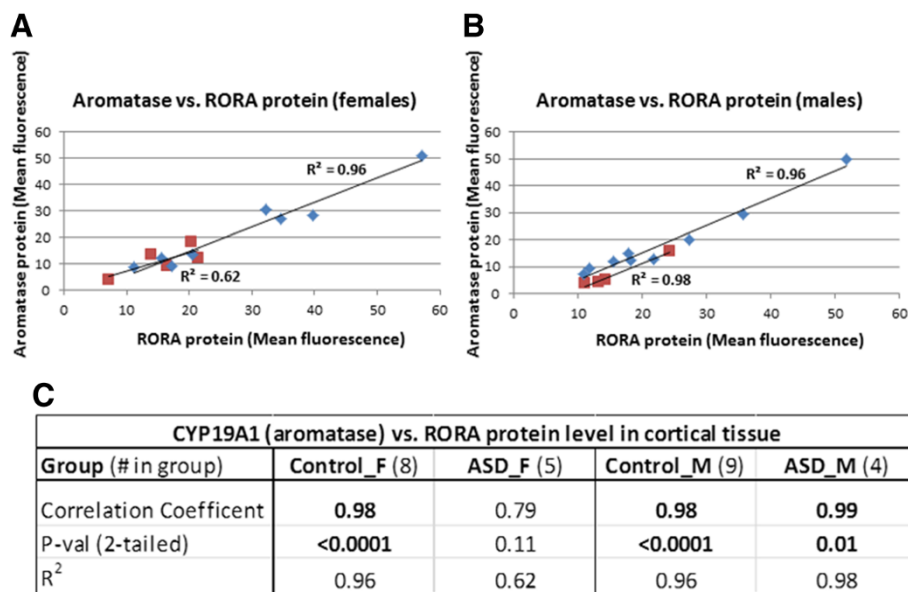 A
B
Aromatase vs. RORA protein (females)
Aromatase protein (Mean fluorescence)
60
50
40
30
20
10
0
R² = 0.96
R² = 0.62
0 10 20 30 40 50 60
RORA protein (Mean fluorescence)
Aromatase vs. RORA protein (males)
Aromatase protein (Mean fluorescence)
60
50
40
30
20
10
0
R² = 0.96
R² = 0.98
0 10 20 30 40 50 60
RORA protein (Mean fluorescence)
C
CYP19A1 (aromatase) vs. RORA protein level in cortical tissue
Group (# in group) Control_F (8) ASD_F (5) Control_M (9) ASD_M (4)
Correlation Coefficent 0.98 0.79 0.98 0.99
P-val (2-tailed) <0.0001 0.11 <0.0001 0.01
R² 0.96 0.62 0.96 0.98